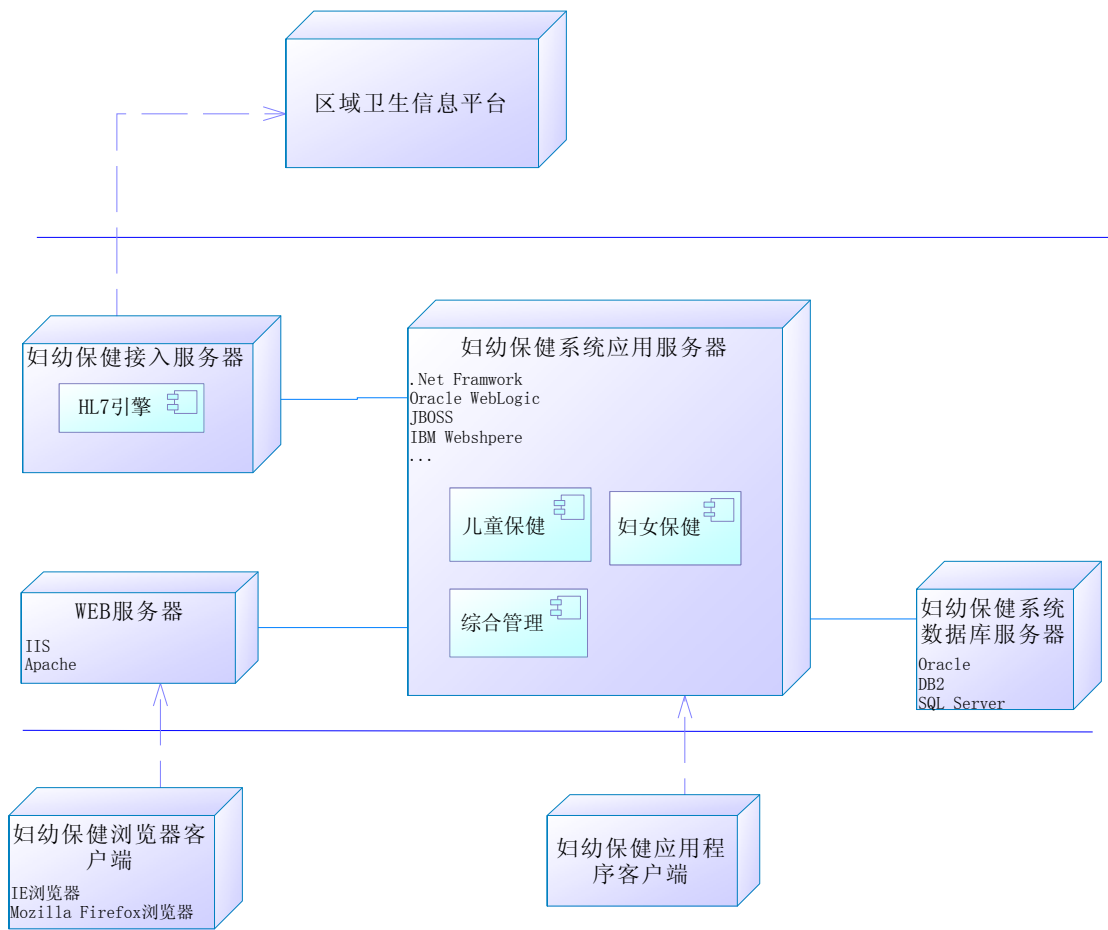 区域卫生信息平台
妇幼保健接入服务器
HL7引擎
妇幼保健系统应用服务器
.Net Framwork
Oracle WebLogic
JBOSS
IBM Webshpere
...
儿童保健
妇女保健
综合管理
WEB服务器
IIS
Apache
妇幼保健系统
数据库服务器
Oracle
DB2
SQL Server
妇幼保健浏览器客
户端
IE浏览器
Mozilla Firefox浏览器
妇幼保健应用程
序客户端